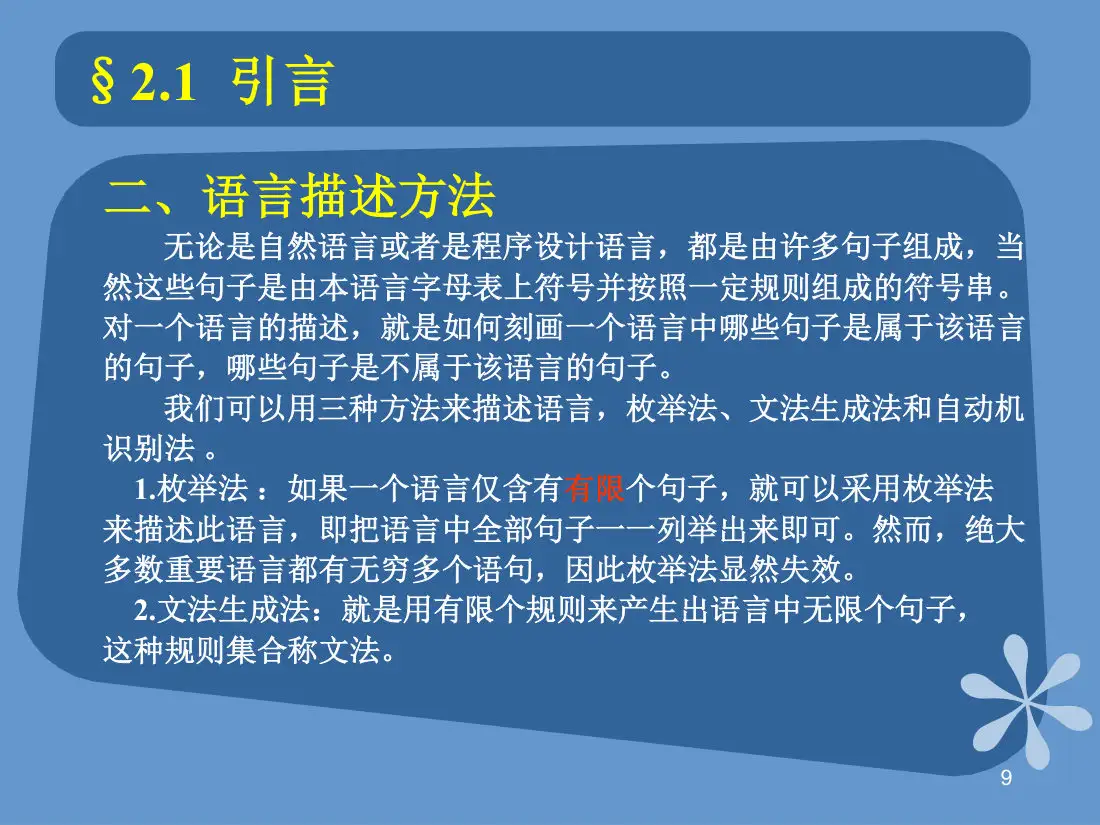 §2.1 引言
二、语言描述方法
无论是自然语言或者是程序设计语言，都是由许多句子组成，当
然这些句子是由本语言字母表上符号并按照一定规则组成的符号串。
对一个语言的描述，就是如何刻画一个语言中哪些句子是属于该语言
的句子，哪些句子是不属于该语言的句子。
我们可以用三种方法来描述语言，枚举法、文法生成法和自动机
识别法 。
1.枚举法 ：如果一个语言仅含有有限个句子，就可以采用枚举法
来描述此语言，即把语言中全部句子一一列举出来即可。然而，绝大
多数重要语言都有无穷多个语句，因此枚举法显然失效。
2.文法生成法：就是用有限个规则来产生出语言中无限个句子，
这种规则集合称文法。
9